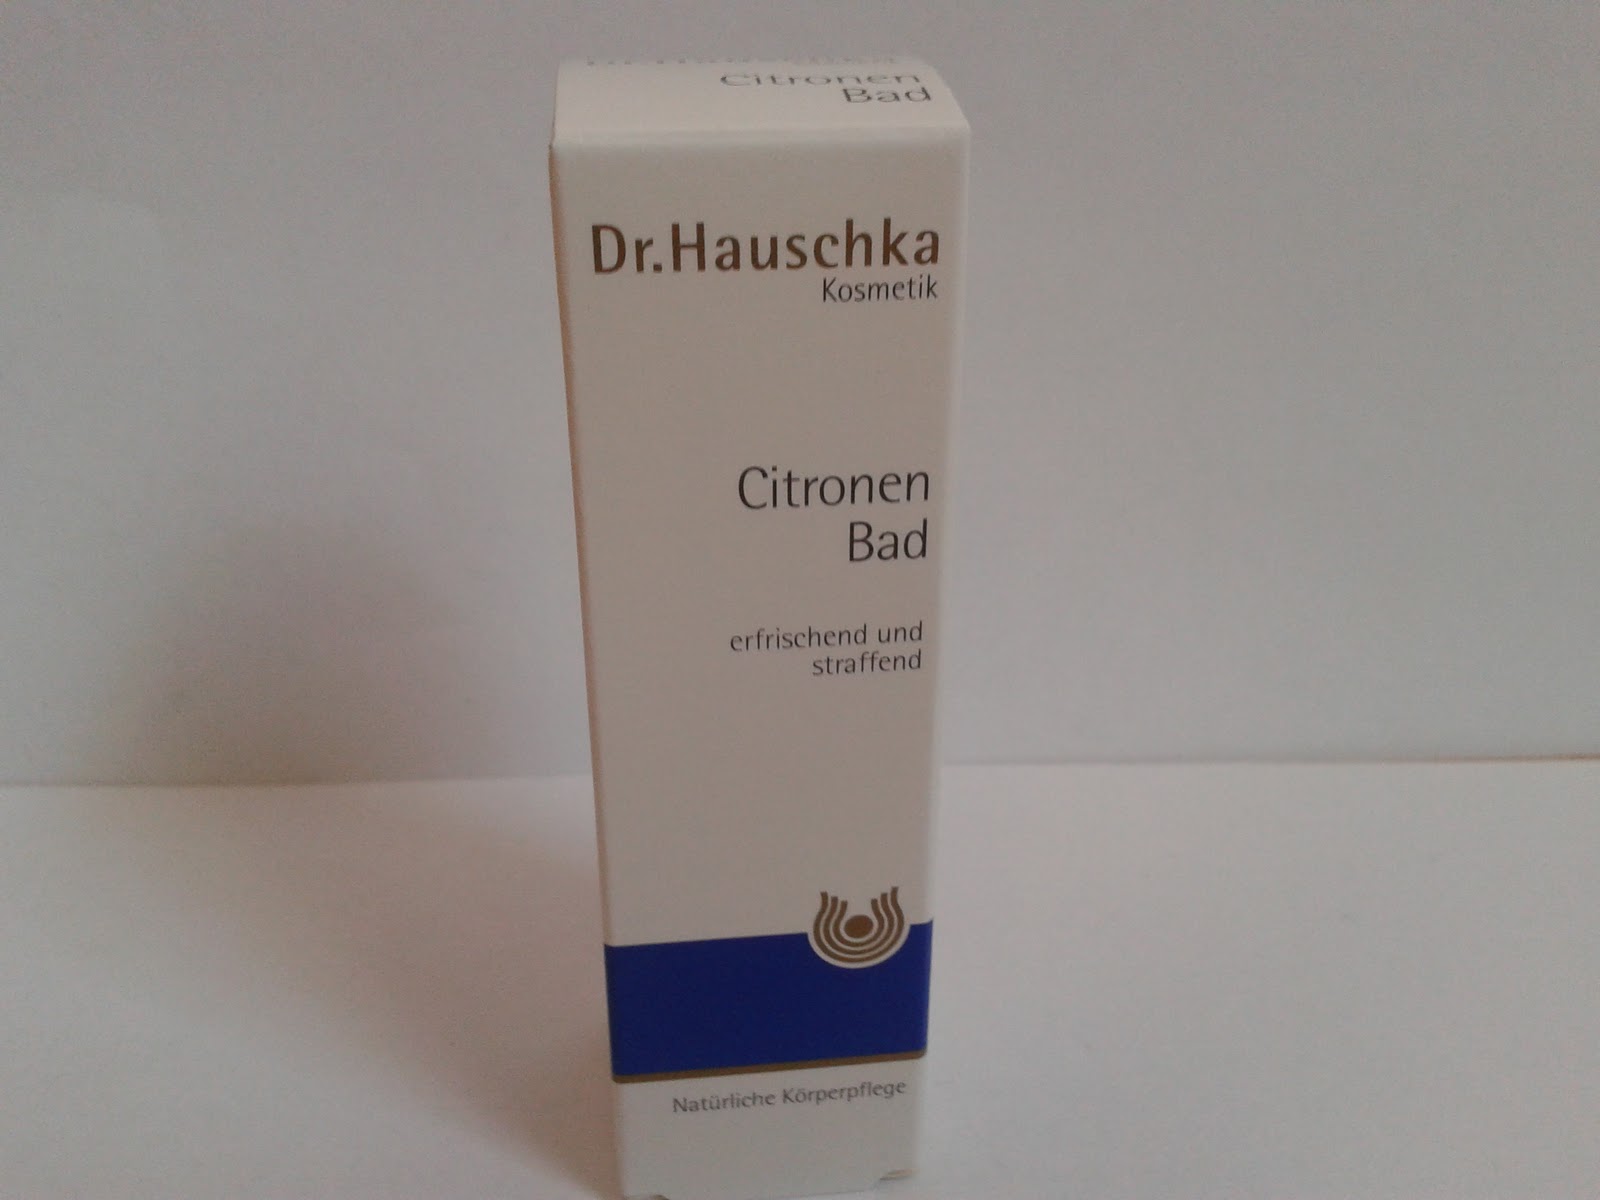 Citronen
Bad
Dr.Hauschka
Kosmetik
Citronen
Bad
erfrischend und
straffend
Natürliche Körperpflege